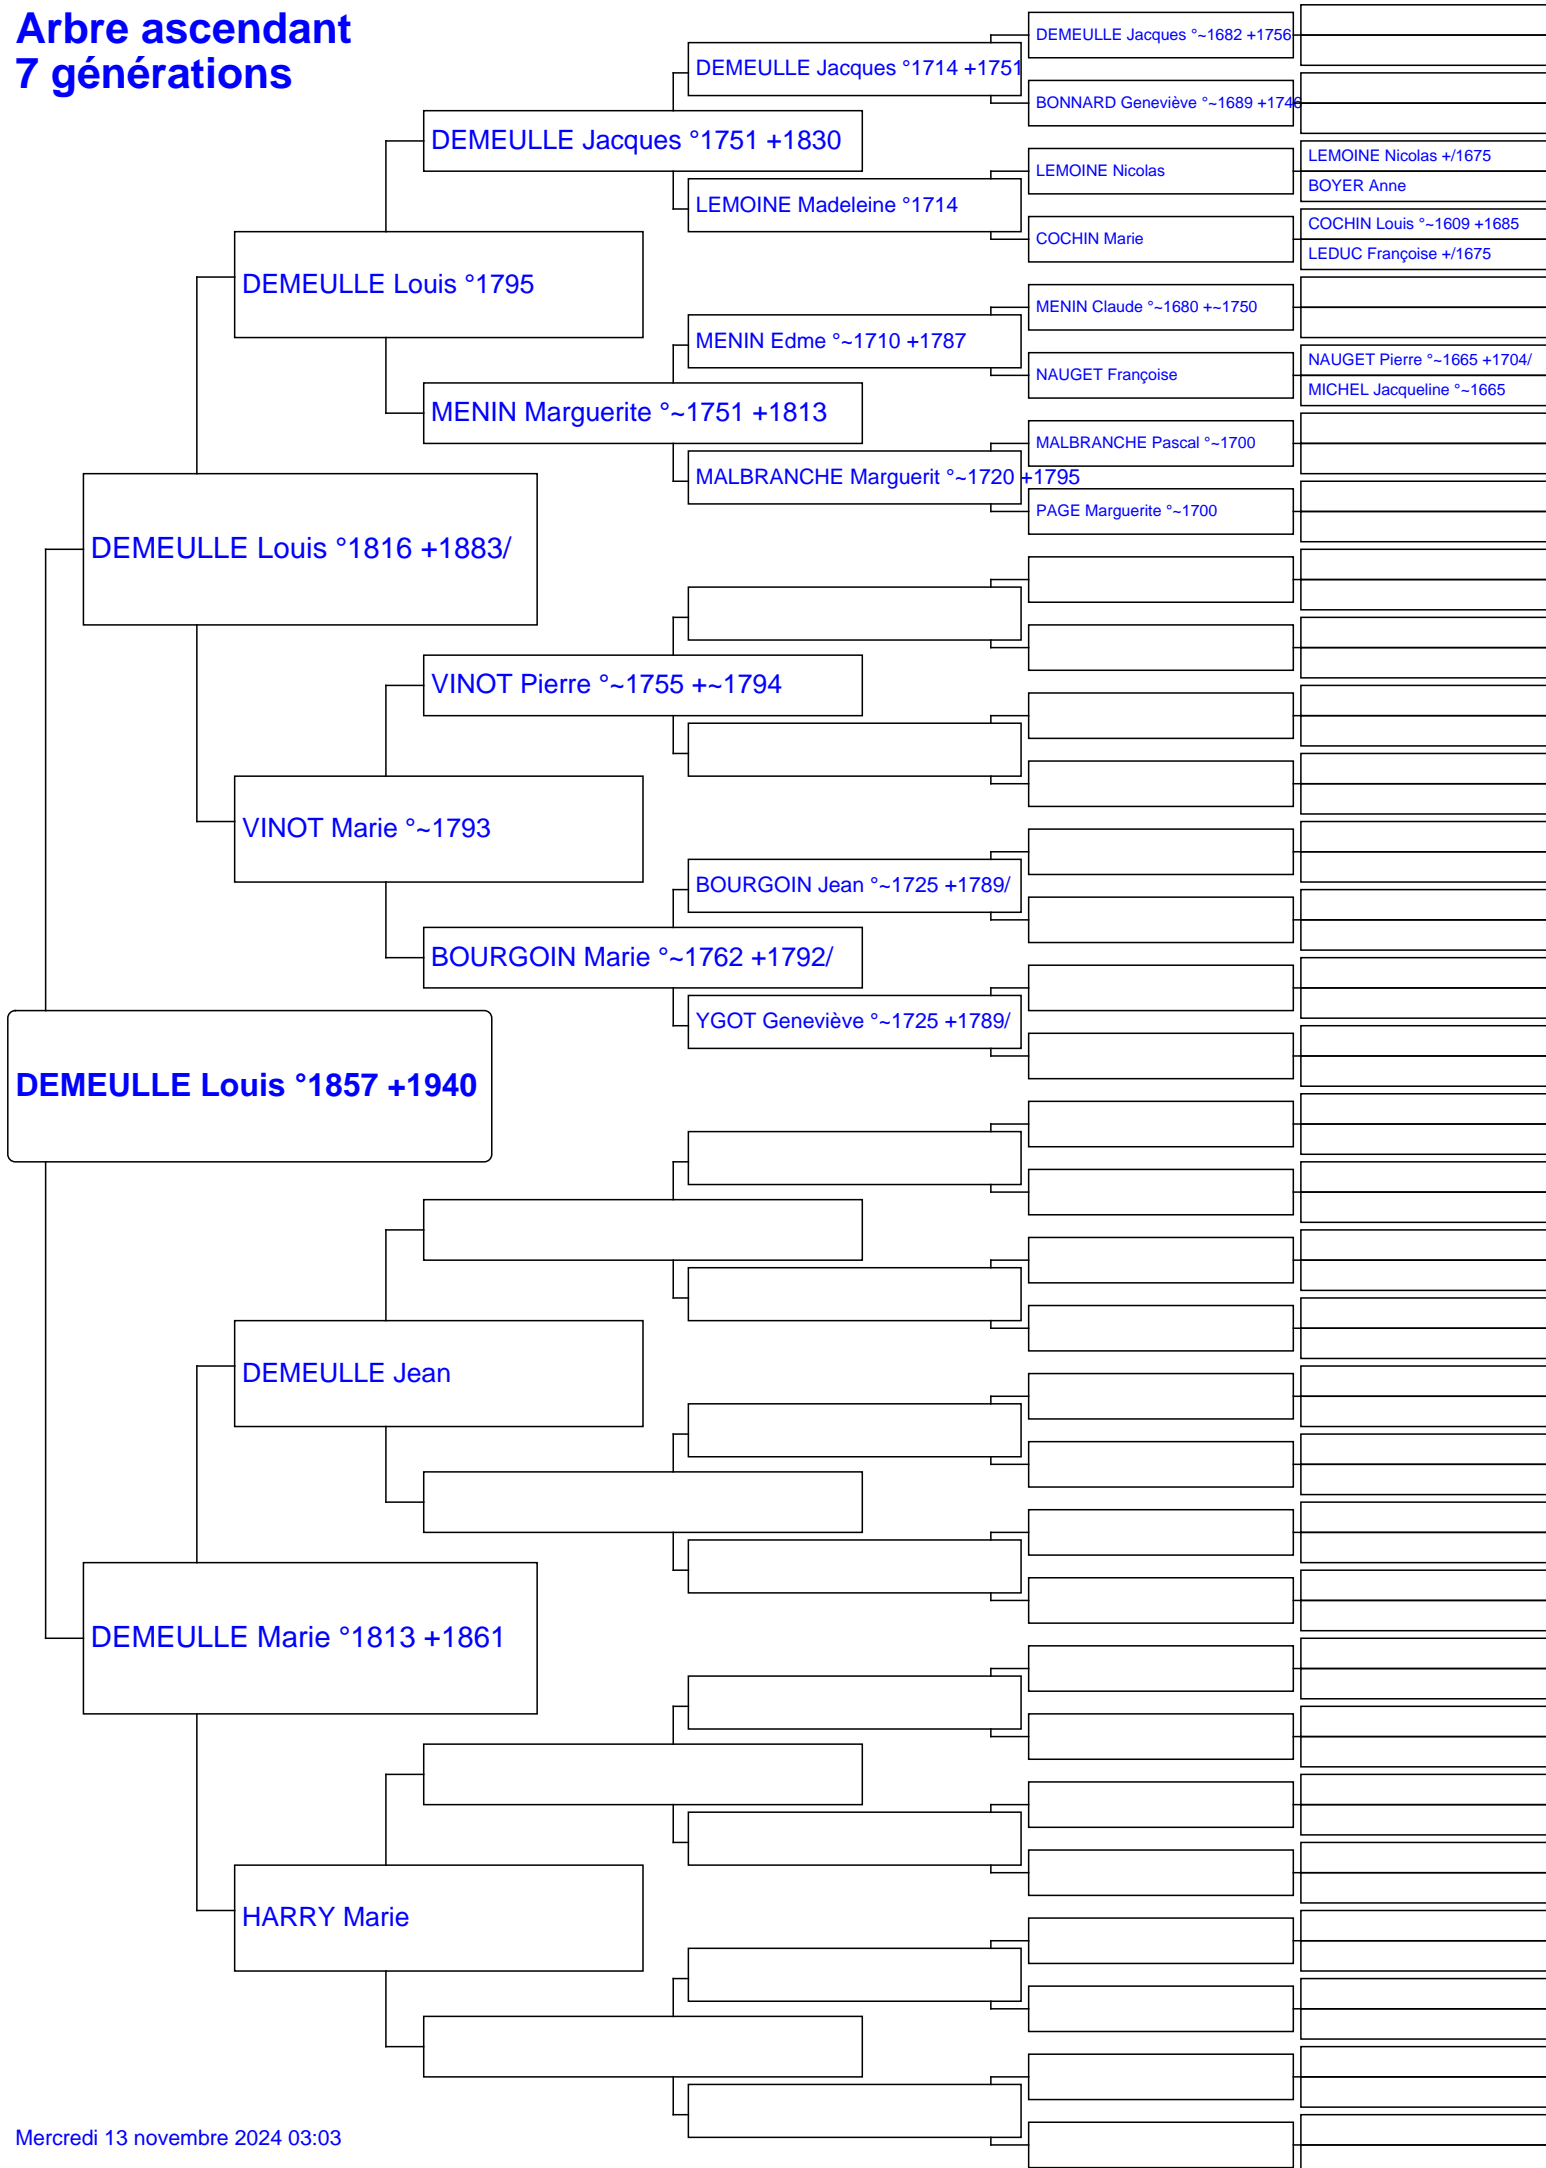 Arbre ascendant
7 générations
DEMEULLE Jacques °~1682 +1756
DEMEULLE Jacques °1714 +1751
BONNARD Geneviève °~1689 +1746
DEMEULLE Jacques °1751 +1830
LEMOINE Nicolas +/1675
LEMOINE Nicolas
BOYER Anne
LEMOINE Madeleine °1714
COCHIN Louis °~1609 +1685
COCHIN Marie
LEDUC Françoise +/1675
DEMEULLE Louis °1795
MENIN Claude °~1680 +~1750
MENIN Edme °~1710 +1787
NAUGET Pierre °~1665 +1704/
NAUGET Françoise
MICHEL Jacqueline °~1665
MENIN Marguerite °~1751 +1813
MALBRANCHE Pascal °~1700
MALBRANCHE Marguerit °~1720 +1795
PAGE Marguerite °~1700
DEMEULLE Louis °1816 +1883/
VINOT Pierre °~1755 +~1794
VINOT Marie °~1793
BOURGOIN Jean °~1725 +1789/
BOURGOIN Marie °~1762 +1792/
YGOT Geneviève °~1725 +1789/
DEMEULLE Louis °1857 +1940
DEMEULLE Jean
DEMEULLE Marie °1813 +1861
HARRY Marie
Mercredi 13 novembre 2024 03:03